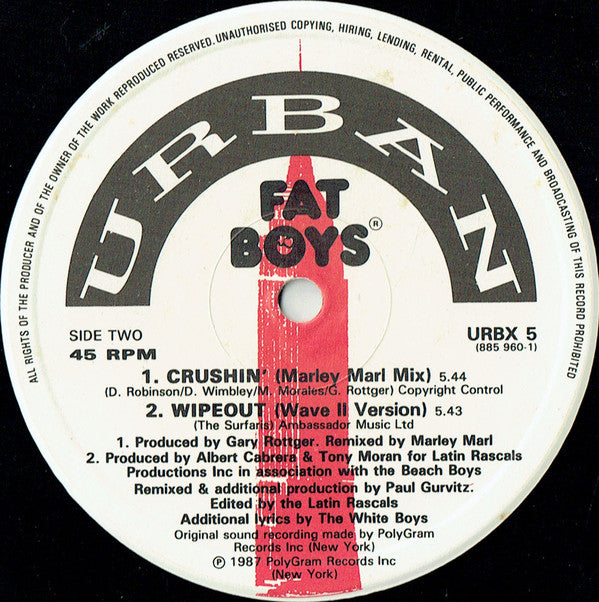 ALL RIGHTS OF THE PRODUCER AND OF THE OWNER OF THE WORK REPRODUCED RESERVED. UNAUTHORISED COPYING, HIRING, LENDING, RENTAL, PUBLIC PERFORMANCE AND BROADCASTING OF THIS RECORD PROHIBITED
URBAN
FAT
BOYS®
SIDE TWO
45 RPM
URBX 5
(885 960-1)
1. CRUSHIN' (Marley Marl Mix) 5.44
(D. Robinson/D. Wimbley/M. Morales/G. Rottger) Copyright Control
2. WIPEOUT (Wave II Version) 5.43
(The Surfaris) Ambassador Music Ltd
1. Produced by Gary Rottger. Remixed by Marley Marl
2. Produced by Albert Cabrera & Tony Moran for Latin Rascals
Productions Inc in association with the Beach Boys
Remixed & additional production by Paul Gurvitz.
Edited by the Latin Rascals
Additional lyrics by The White Boys
Original sound recording made by PolyGram
Records Inc (New York)
℗ 1987 PolyGram Records Inc
(New York)